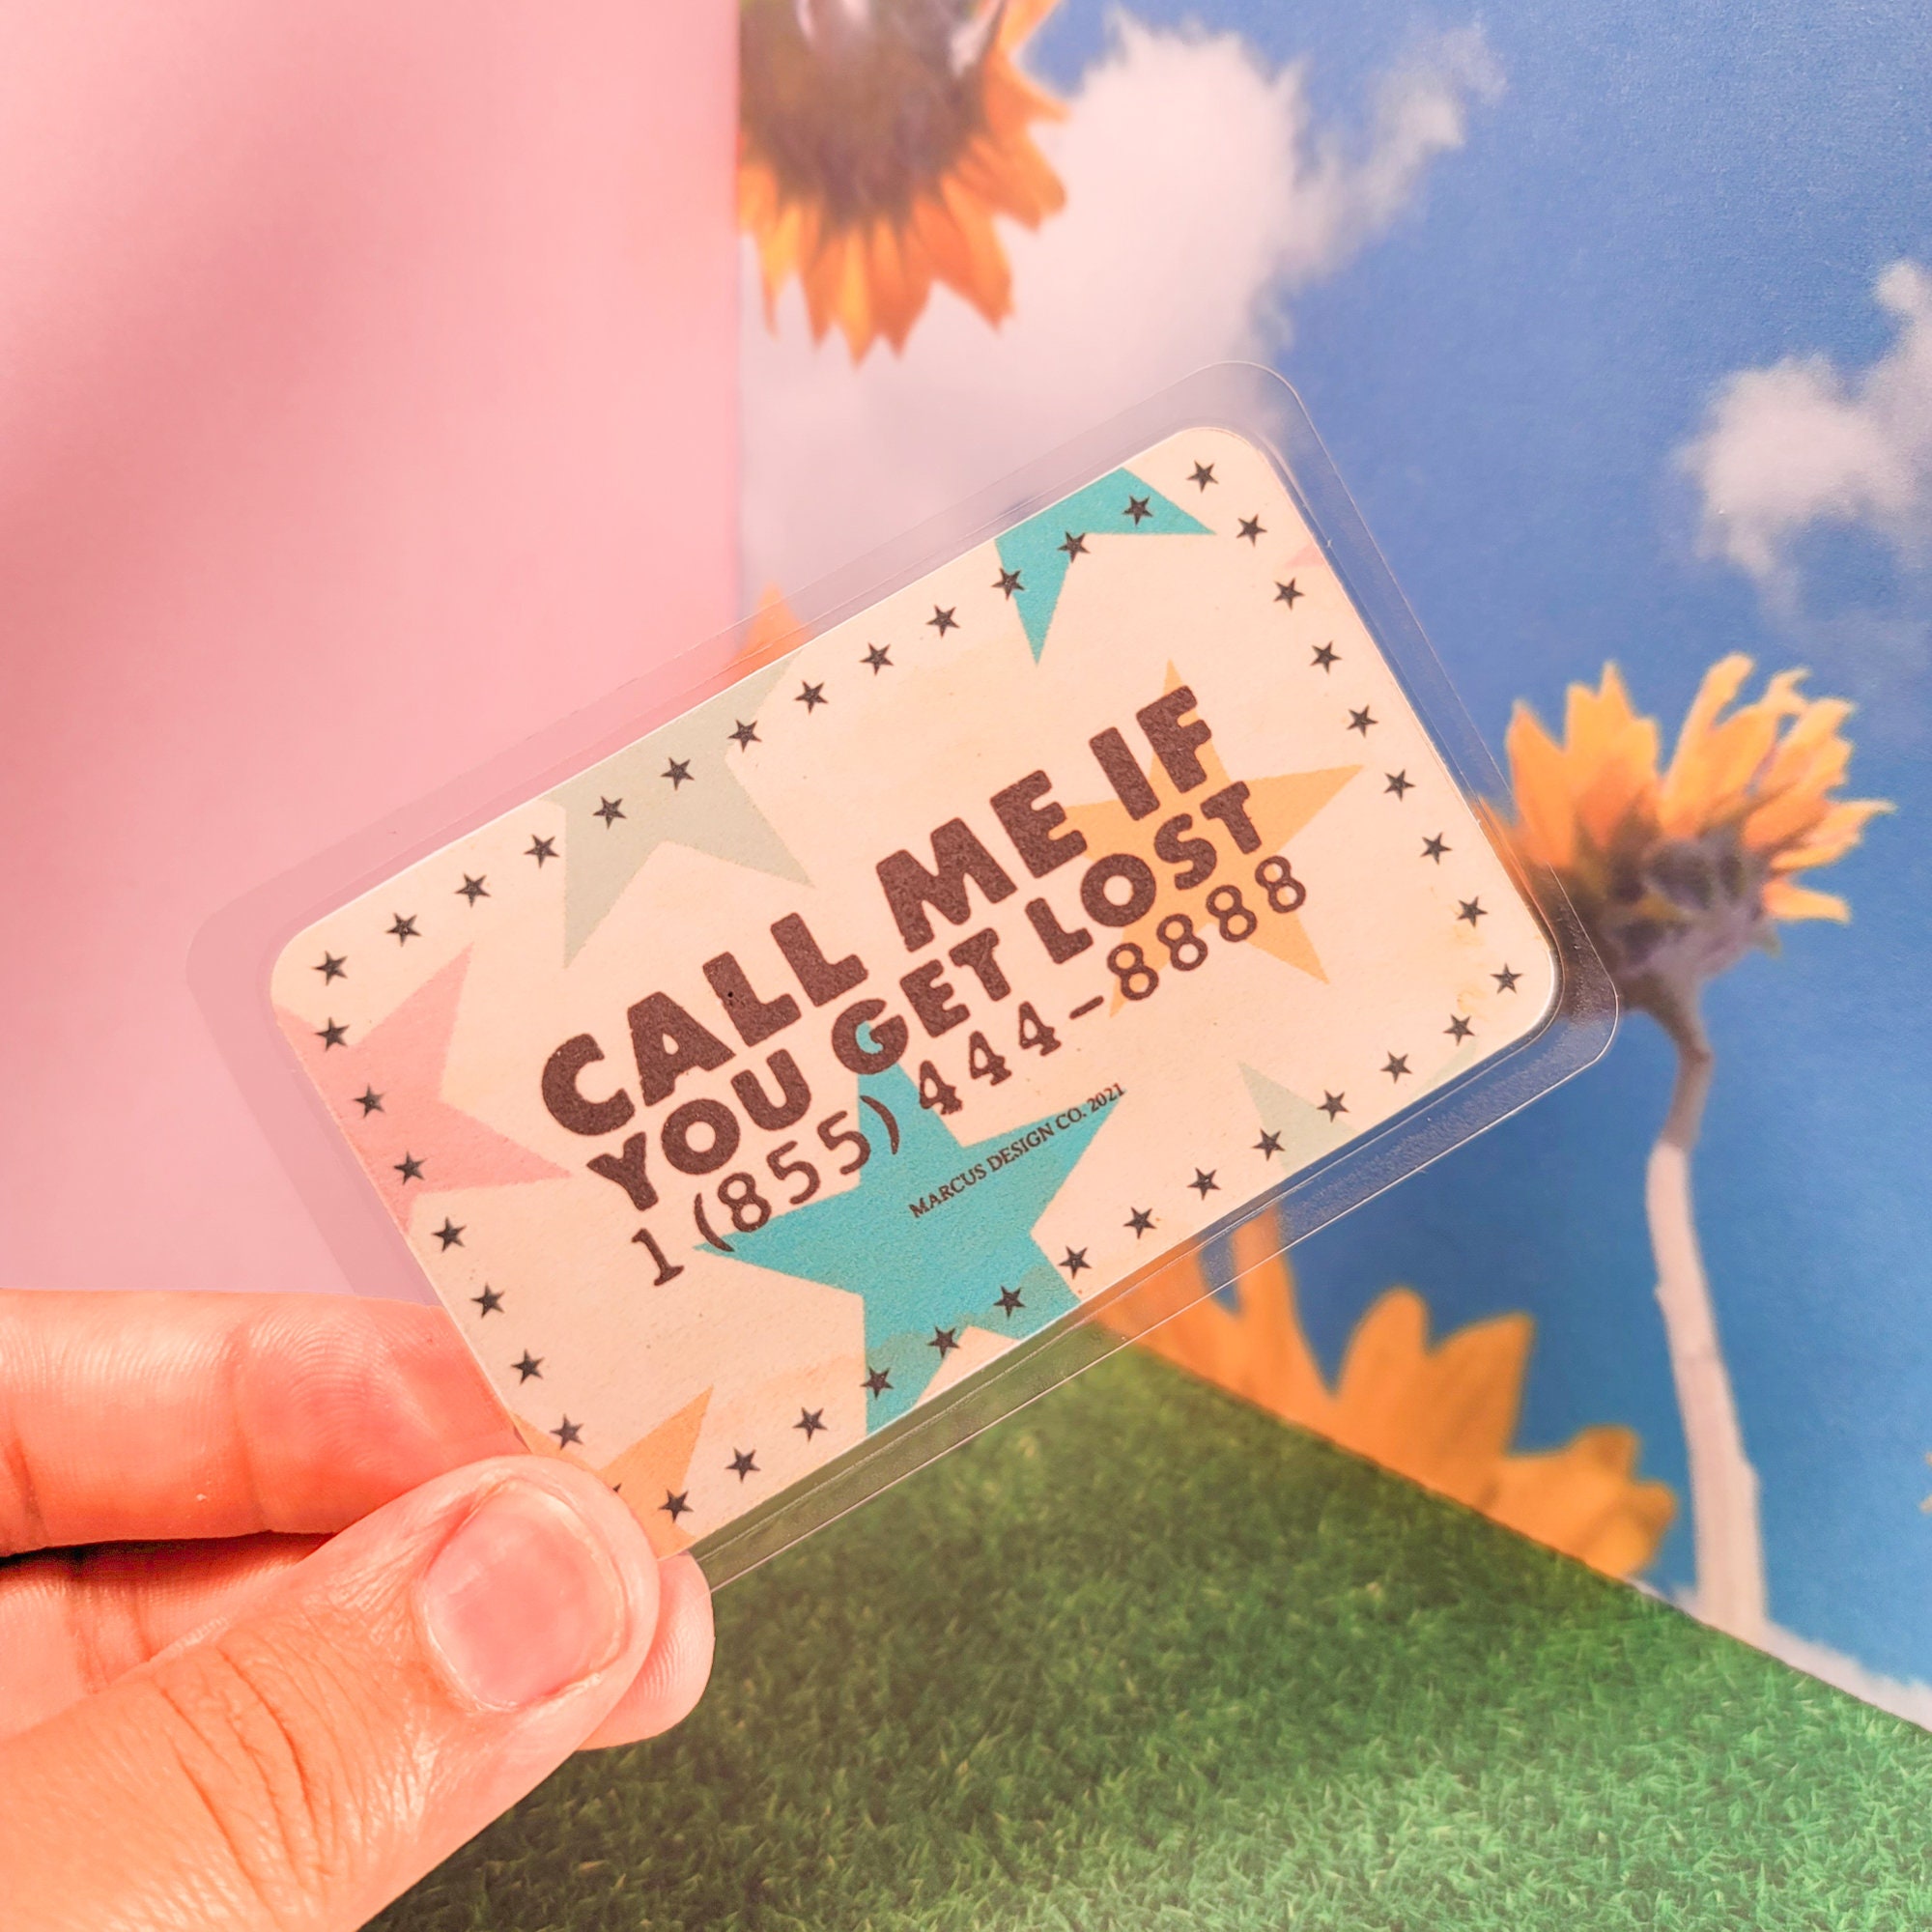 CALL ME IF
YOU GET LOST
1(855)444-8888
MARCUS DESIGN CO. 2021